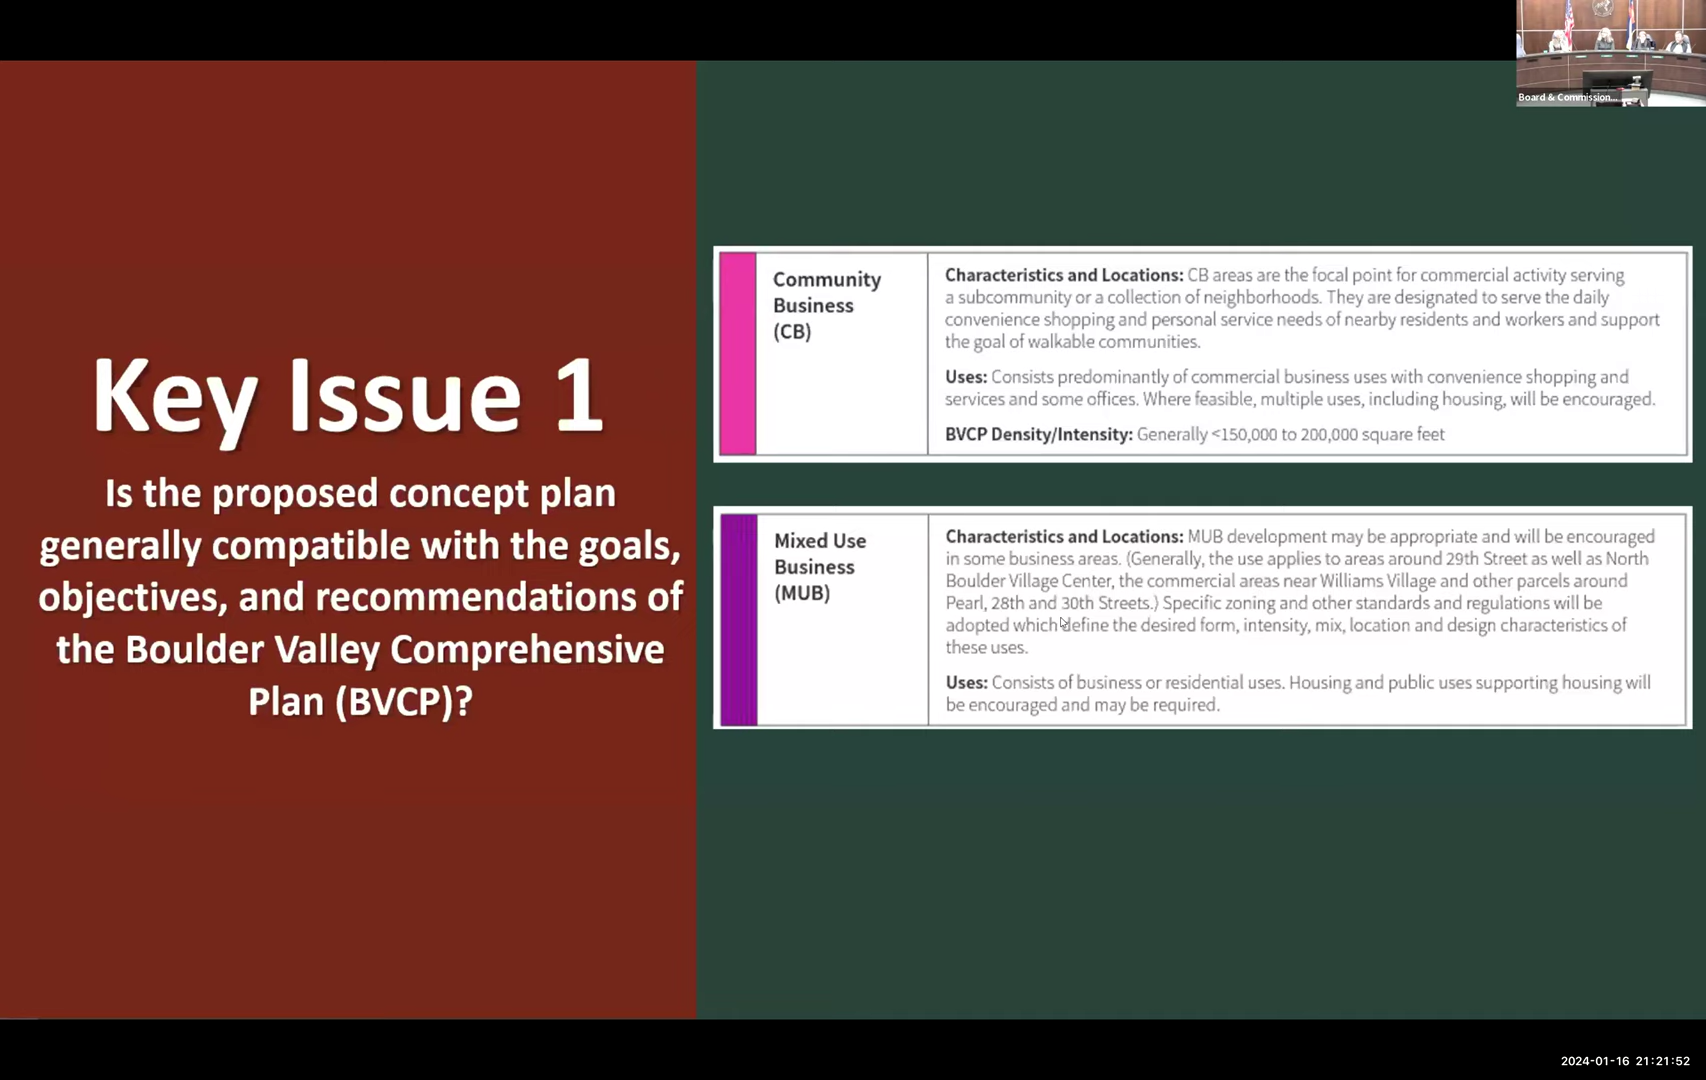 Board & Commission...
Key Issue 1
Is the proposed concept plan
generally compatible with the goals,
objectives, and recommendations of
the Boulder Valley Comprehensive
Plan (BVCP)?
Community
Business
(CB)
Characteristics and Locations: CB areas are the focal point for commercial activity serving
a subcommunity or a collection of neighborhoods. They are designated to serve the daily
convenience shopping and personal service needs of nearby residents and workers and support
the goal of walkable communities.
Uses: Consists predominantly of commercial business uses with convenience shopping and
services and some offices. Where feasible, multiple uses, including housing, will be encouraged.
BVCP Density/Intensity: Generally <150,000 to 200,000 square feet
Mixed Use
Business
(MUB)
Characteristics and Locations: MUB development may be appropriate and will be encouraged
in some business areas. (Generally, the use applies to areas around 29th Street as well as North
Boulder Village Center, the commercial areas near Williams Village and other parcels around
Pearl, 28th and 30th Streets.) Specific zoning and other standards and regulations will be
adopted which define the desired form, intensity, mix, location and design characteristics of
these uses.
Uses: Consists of business or residential uses. Housing and public uses supporting housing will
be encouraged and may be required.
2024-01-16 21:21:52